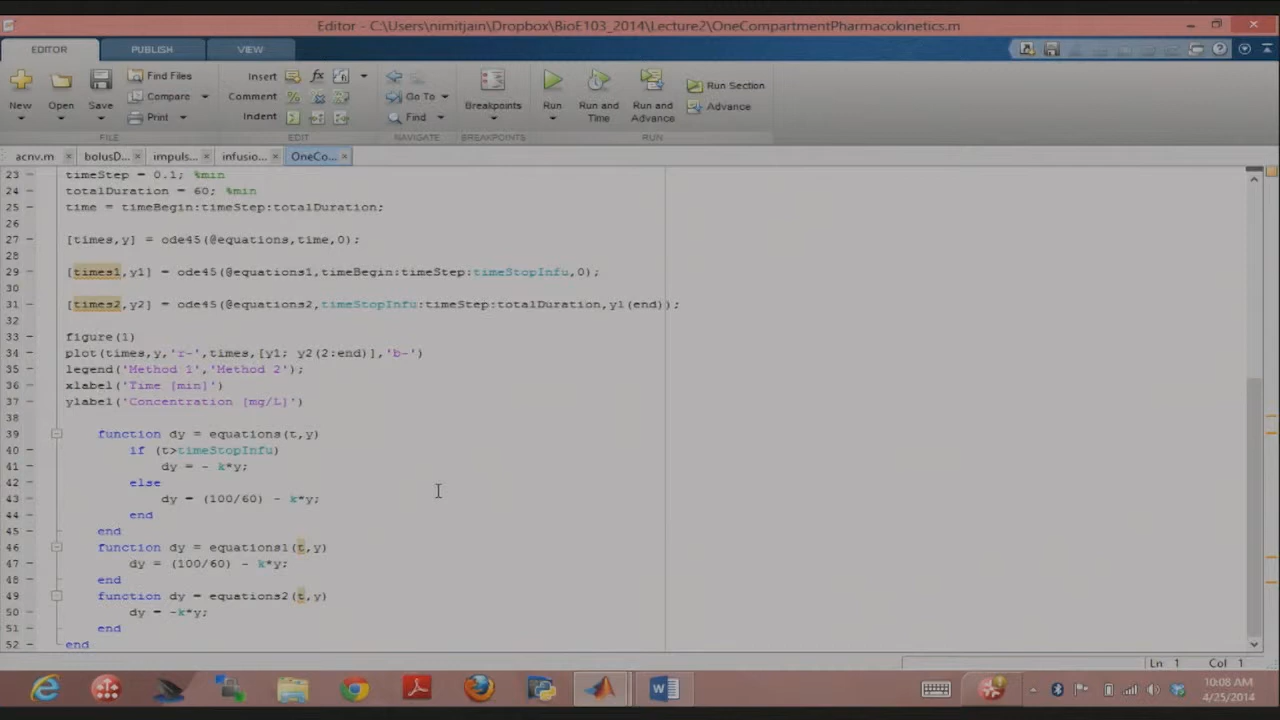 Editor - C:\Users\nimitjain\Dropbox\BioE103_2014\Lecture2\OneCompartmentPharmacokinetics.m
EDITOR PUBLISH VIEW
New Open Save Find Files Compare Print
Insert fx
Comment
Indent
Go To
Find
Breakpoints
Run Run and Time Run and Advance Run Section Advance
FILE EDIT NAVIGATE BREAKPOINTS RUN
acnv.m bolusD... impuls... infusio... OneCo...
23 timeStep = 0.1; %min
24 totalDuration = 60; %min
25 time = timeBegin:timeStep:totalDuration;
26
27 [times,y] = ode45(@equations,time,0);
28
29 [times1,y1] = ode45(@equations1,timeBegin:timeStep:timeStopInfu,0);
30
31 [times2,y2] = ode45(@equations2,timeStopInfu:timeStep:totalDuration,y1(end));
32
33 figure(1)
34 plot(times,y,'r-',times,[y1; y2(2:end)],'b-')
35 legend('Method 1','Method 2');
36 xlabel('Time [min]')
37 ylabel('Concentration [mg/L]')
38
39 function dy = equations(t,y)
40 if (t>timeStopInfu)
41 dy = - k*y;
42 else
43 dy = (100/60) - k*y;
44 end
45 end
46 function dy = equations1(t,y)
47 dy = (100/60) - k*y;
48 end
49 function dy = equations2(t,y)
50 dy = -k*y;
51 end
52 end
Ln 1 Col 1
10:08 AM
4/25/2014